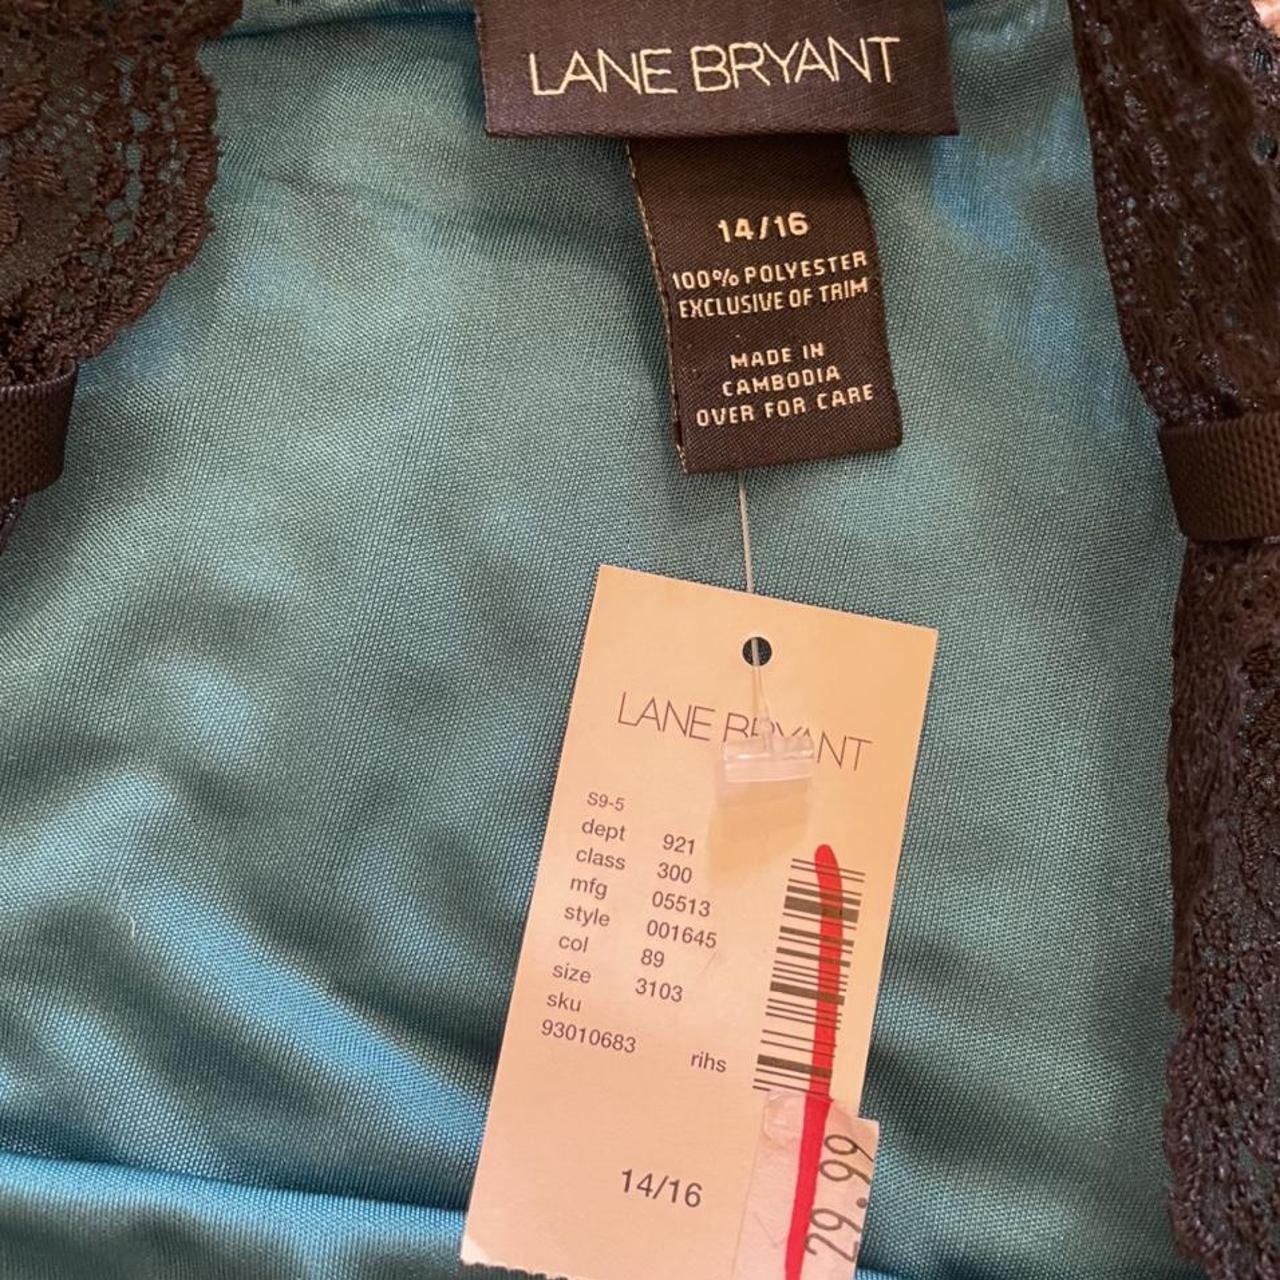 LANE BRYANT
14/16
100% POLYESTER
EXCLUSIVE OF TRIM
MADE IN
CAMBODIA
OVER FOR CARE
LANE BRYANT
S9-5
dept 921
class 300
mfg 05513
style 001645
col 89
size 3103
sku
93010683 rihs
14/16
29.99